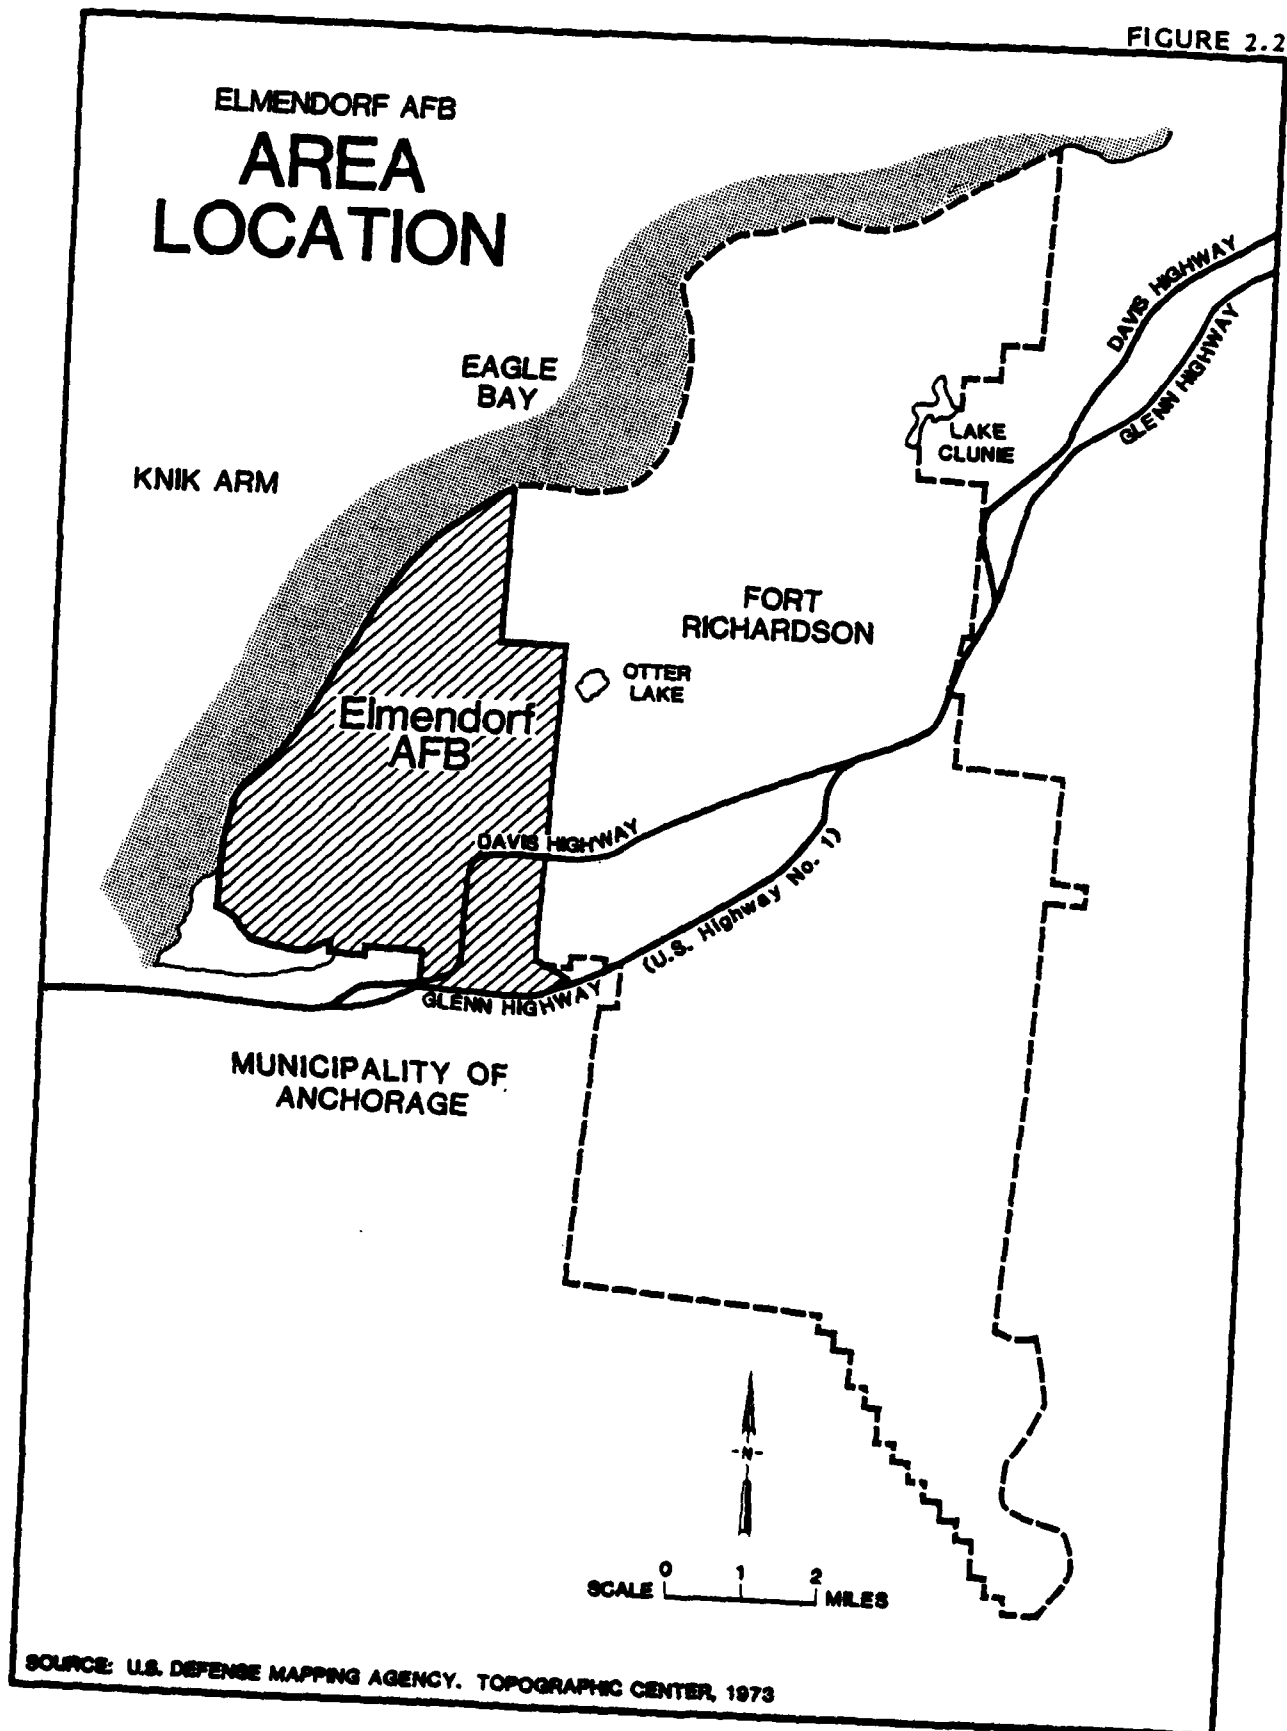 FIGURE 2.2
ELMENDORF AFB
AREA
LOCATION
DAVIS HIGHWAY
GLENN HIGHWAY
EAGLE
BAY
LAKE
CLUNIE
KNIK ARM
FORT
RICHARDSON
OTTER
LAKE
Elmendorf
AFB
DAVIS HIGHWAY
(U.S. Highway No. 1)
GLENN HIGHWAY
MUNICIPALITY OF
ANCHORAGE
-N-
0 1 2
SCALE MILES
SOURCE: U.S. DEFENSE MAPPING AGENCY. TOPOGRAPHIC CENTER, 1973